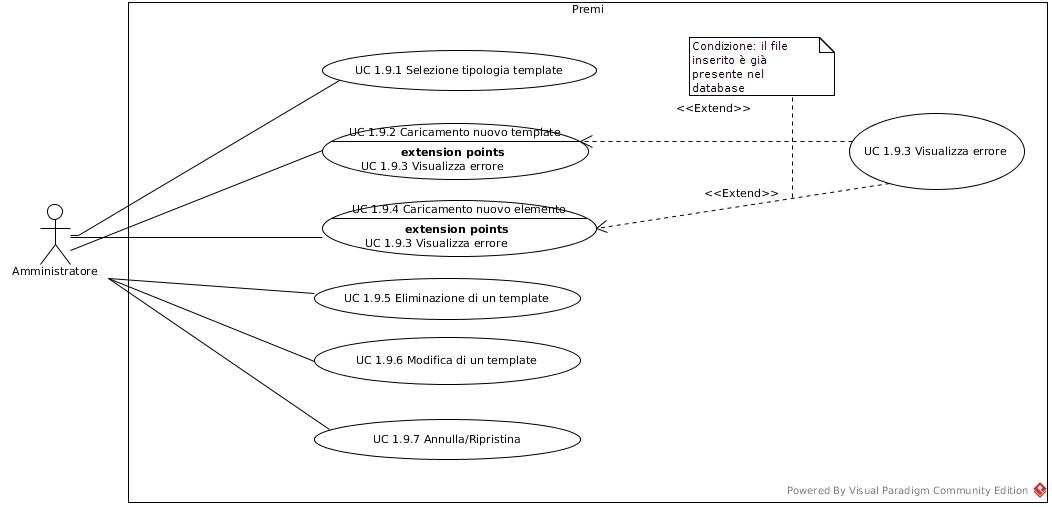 Premi
Condizione: il file
inserito è già
presente nel
database
UC 1.9.1 Selezione tipologia template
<<Extend>>
UC 1.9.2 Caricamento nuovo template
extension points
UC 1.9.3 Visualizza errore
UC 1.9.3 Visualizza errore
<<Extend>>
UC 1.9.4 Caricamento nuovo elemento
extension points
UC 1.9.3 Visualizza errore
Amministratore
UC 1.9.5 Eliminazione di un template
UC 1.9.6 Modifica di un template
UC 1.9.7 Annulla/Ripristina
Powered By Visual Paradigm Community Edition